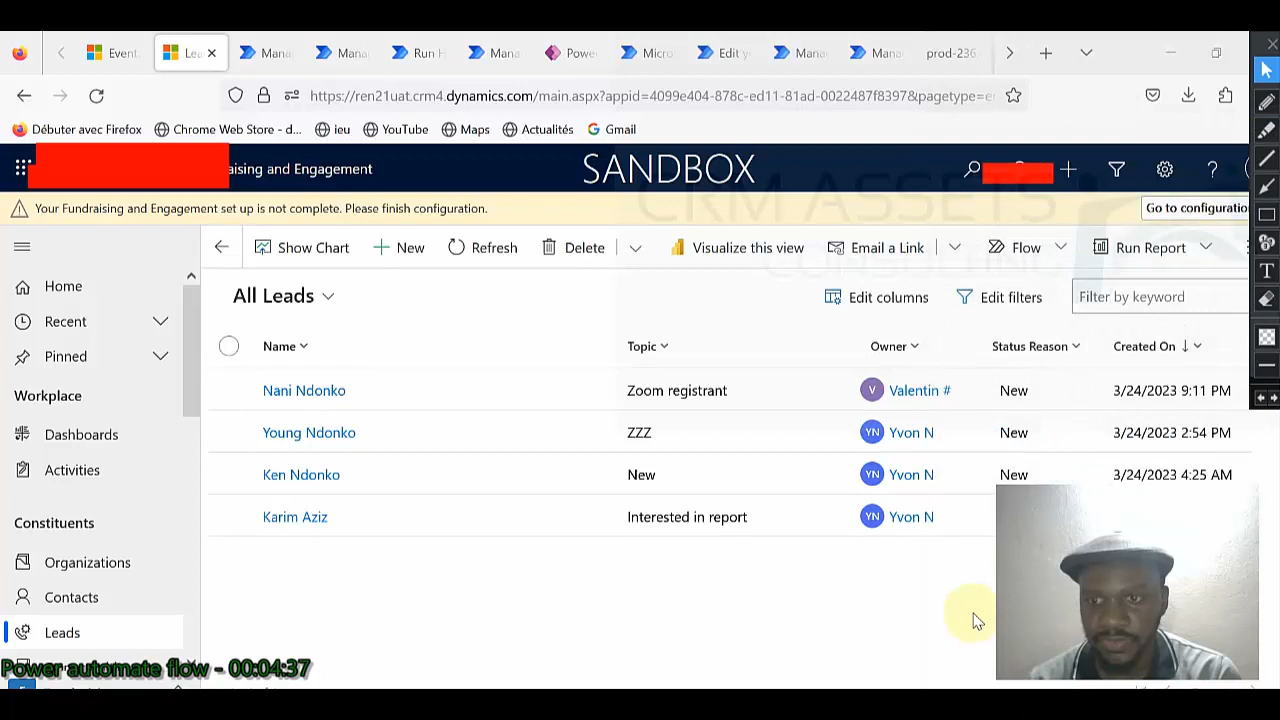 Event
Lea
Mana
Mana
Run H
Mana
Powe
Micro
Edit y
Mana
Mana
prod-236
https://ren21uat.crm4.dynamics.com/main.aspx?appid=4099e404-878c-ed11-81ad-0022487f8397&pagetype=e
Débuter avec Firefox
Chrome Web Store - d...
ieu
YouTube
Maps
Actualités
Gmail
aising and Engagement
SANDBOX
CRM ASSETS
CONSULTING
Your Fundraising and Engagement set up is not complete. Please finish configuration.
Go to configuratio
Show Chart
New
Refresh
Delete
Visualize this view
Email a Link
Flow
Run Report
Home
Recent
Pinned
Workplace
Dashboards
Activities
Constituents
Organizations
Contacts
Leads
All Leads
Edit columns
Edit filters
Filter by keyword
Name Topic Owner Status Reason Created On
Nani Ndonko Zoom registrant V Valentin # New 3/24/2023 9:11 PM
Young Ndonko ZZZ YN Yvon N New 3/24/2023 2:54 PM
Ken Ndonko New YN Yvon N New 3/24/2023 4:25 AM
Karim Aziz Interested in report YN Yvon N
Power automate flow - 00:04:37